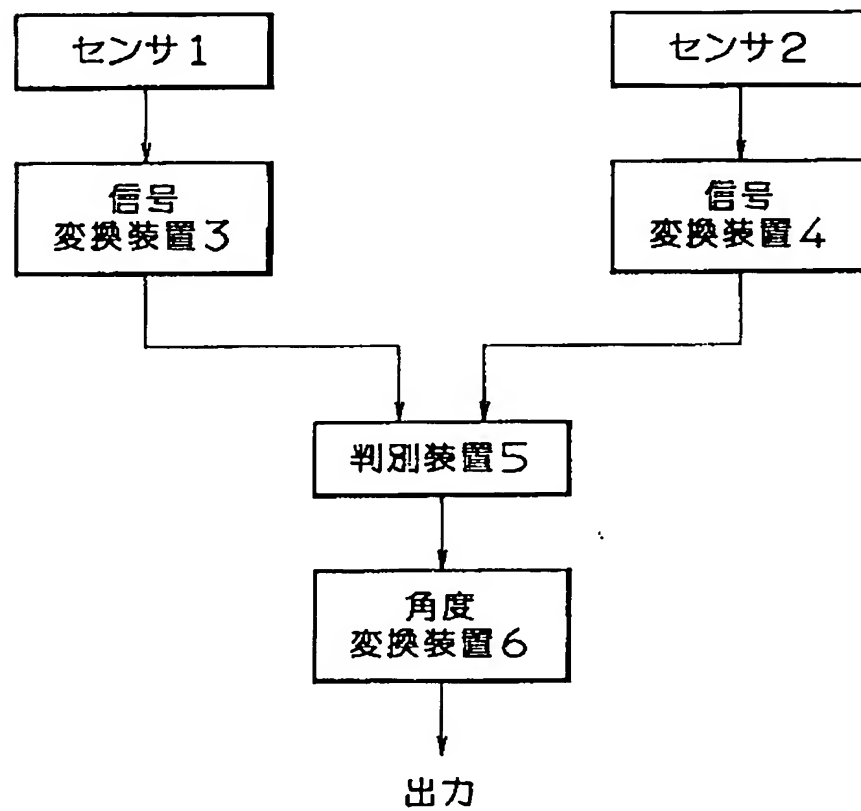 センサ1
センサ2
信号
変換装置3
信号
変換装置4
判別装置5
角度
変換装置6
出力